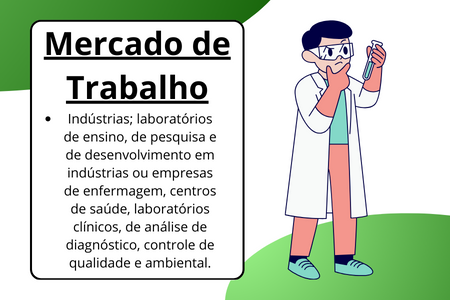 Mercado de
Trabalho
• Indústrias; laboratórios
de ensino, de pesquisa e
de desenvolvimento em
indústrias ou empresas
de enfermagem, centros
de saúde, laboratórios
clínicos, de análise de
diagnóstico, controle de
qualidade e ambiental.